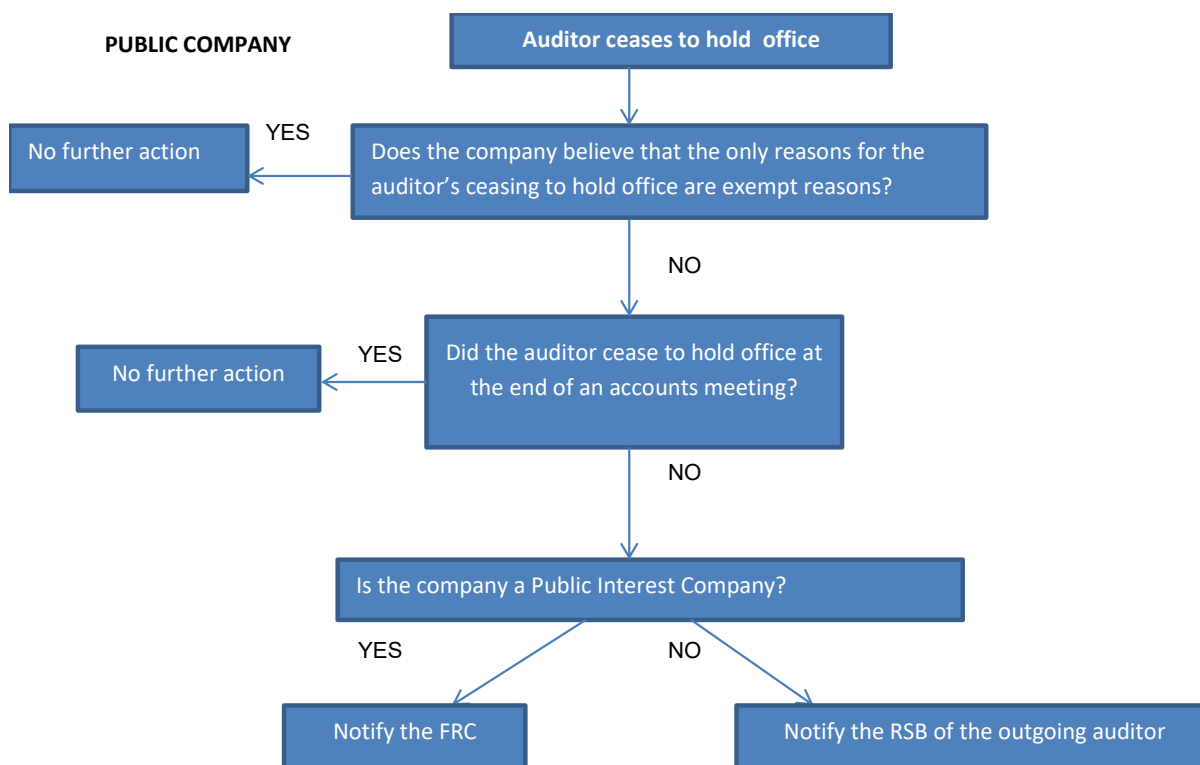 PUBLIC COMPANY
Auditor ceases to hold office
YES
No further action
Does the company believe that the only reasons for the
auditor’s ceasing to hold office are exempt reasons?
NO
YES
No further action
Did the auditor cease to hold office at
the end of an accounts meeting?
NO
Is the company a Public Interest Company?
YES
NO
Notify the FRC
Notify the RSB of the outgoing auditor